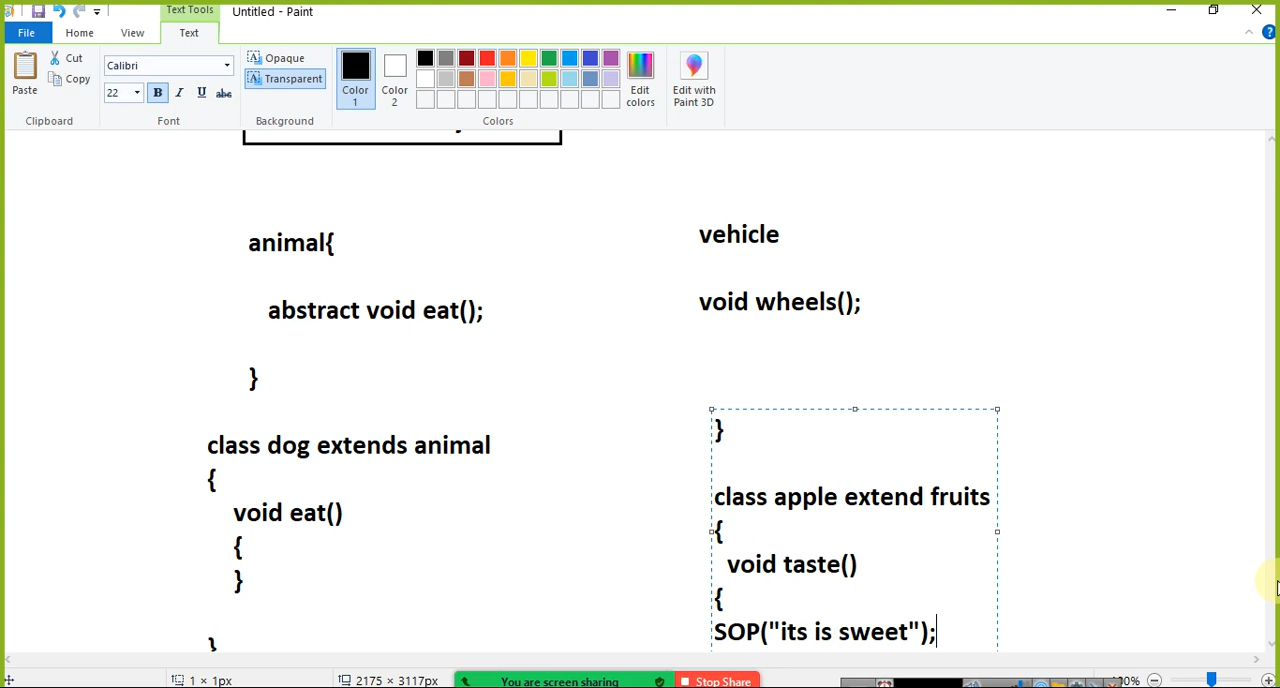 Text Tools
Untitled - Paint
File
Home
View
Text
Paste
Cut
Copy
Clipboard
Calibri
22
B
I
U
abc
Font
Opaque
Transparent
Background
Color
1
Color
2
Edit
colors
Colors
Edit with
Paint 3D
animal{
abstract void eat();
}
class dog extends animal
{
void eat()
{
}
}
vehicle
void wheels();
}
class apple extend fruits
{
void taste()
{
SOP("its is sweet");
1 × 1px
2175 × 3117px
You are screen sharing
Stop Share